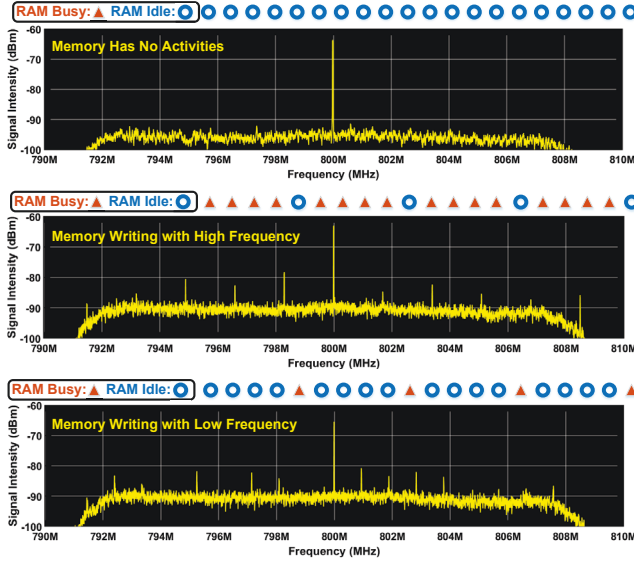 RAM Busy: RAM Idle:
-60
Memory Has No Activities
-70
-80
-90
-100
790M 792M 794M 796M 798M 800M 802M 804M 806M 808M 810M
Signal Intensity (dBm)
Frequency (MHz)
RAM Busy: RAM Idle:
-60
Memory Writing with High Frequency
-70
-80
-90
-100
790M 792M 794M 796M 798M 800M 802M 804M 806M 808M 810M
Signal Intensity (dBm)
Frequency (MHz)
RAM Busy: RAM Idle:
-60
Memory Writing with Low Frequency
-70
-80
-90
-100
790M 792M 794M 796M 798M 800M 802M 804M 806M 808M 810M
Signal Intensity (dBm)
Frequency (MHz)